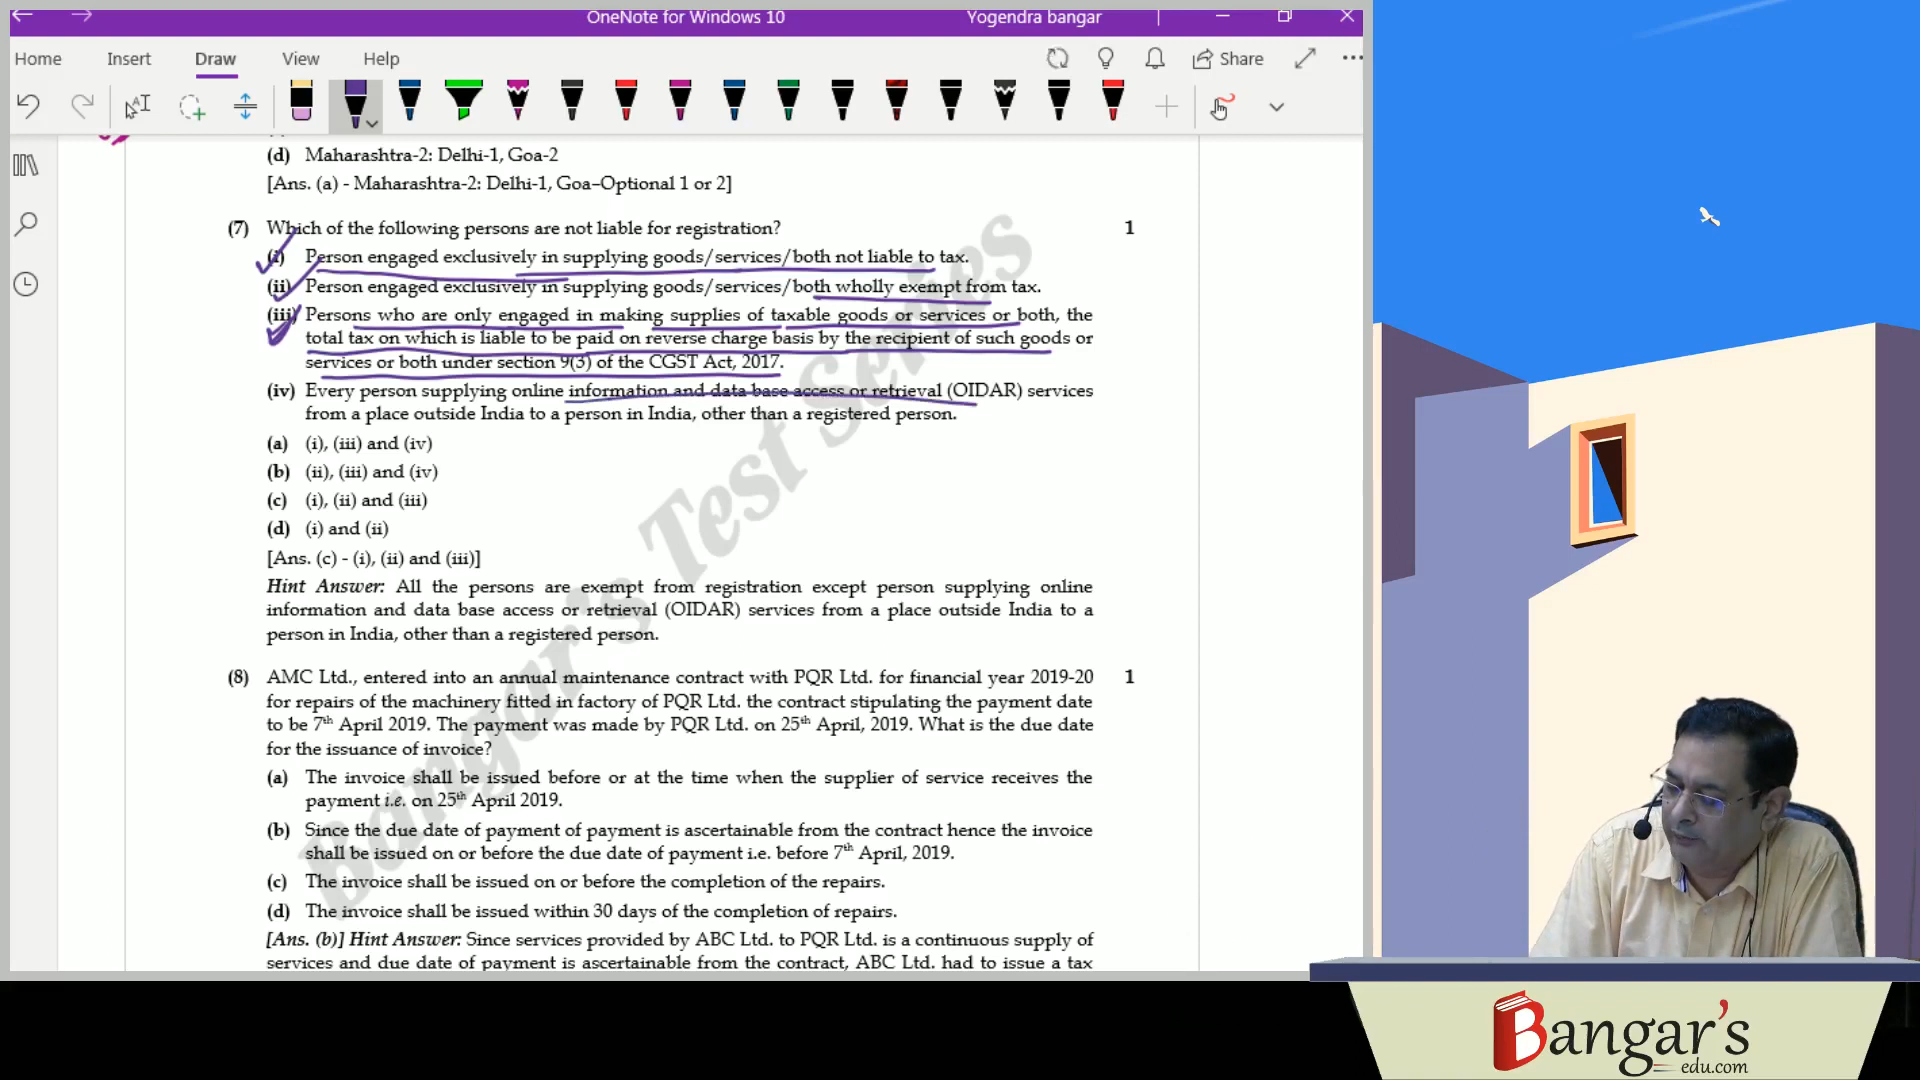 OneNote for Windows 10
Yogendra bangar
Home Insert Draw View Help
Share
(d) Maharashtra-2: Delhi-1, Goa-2
[Ans. (a) - Maharashtra-2: Delhi-1, Goa–Optional 1 or 2]
(7) Which of the following persons are not liable for registration? 1
(i) Person engaged exclusively in supplying goods/services/both not liable to tax.
(ii) Person engaged exclusively in supplying goods/services/both wholly exempt from tax.
(iii) Persons who are only engaged in making supplies of taxable goods or services or both, the
total tax on which is liable to be paid on reverse charge basis by the recipient of such goods or
services or both under section 9(3) of the CGST Act, 2017.
(iv) Every person supplying online information and data base access or retrieval (OIDAR) services
from a place outside India to a person in India, other than a registered person.
(a) (i), (iii) and (iv)
(b) (ii), (iii) and (iv)
(c) (i), (ii) and (iii)
(d) (i) and (ii)
[Ans. (c) - (i), (ii) and (iii)]
Hint Answer: All the persons are exempt from registration except person supplying online
information and data base access or retrieval (OIDAR) services from a place outside India to a
person in India, other than a registered person.
(8) AMC Ltd., entered into an annual maintenance contract with PQR Ltd. for financial year 2019-20 1
for repairs of the machinery fitted in factory of PQR Ltd. the contract stipulating the payment date
to be 7th April 2019. The payment was made by PQR Ltd. on 25th April, 2019. What is the due date
for the issuance of invoice?
(a) The invoice shall be issued before or at the time when the supplier of service receives the
payment i.e. on 25th April 2019.
(b) Since the due date of payment of payment is ascertainable from the contract hence the invoice
shall be issued on or before the due date of payment i.e. before 7th April, 2019.
(c) The invoice shall be issued on or before the completion of the repairs.
(d) The invoice shall be issued within 30 days of the completion of repairs.
[Ans. (b)] Hint Answer: Since services provided by ABC Ltd. to PQR Ltd. is a continuous supply of
services and due date of payment is ascertainable from the contract, ABC Ltd. had to issue a tax
Bangar's Test Series
Bangar's
edu.com